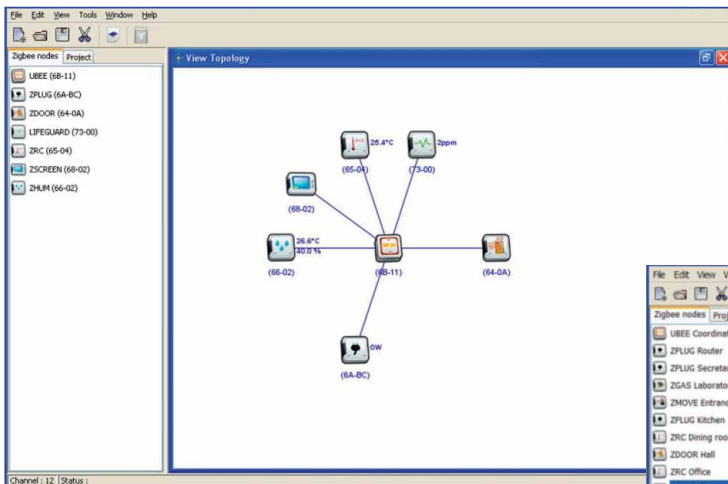 File Edit View Tools Window Help
Zigbee nodes Project
UBEE (6B-11)
ZPLUG (6A-BC)
ZDOOR (64-0A)
LIFEGUARD (73-00)
ZRC (65-04)
ZSCREEN (68-02)
ZHUM (66-02)
View Topology
25.4°C
2ppm
(65-04)
(73-00)
(68-02)
26.6°C
40.0 %
(66-02)
(6B-11)
(64-0A)
0W
(6A-BC)
Channel : 12 Status :
File Edit View
Zigbee nodes Proj
UBEE Coordinat
ZPLUG Router
ZPLUG Secretar
ZGAS Laborato
ZMOVE Entranc
ZPLUG Kitchen
ZRC Dining roo
ZDOOR Hall
ZRC Office